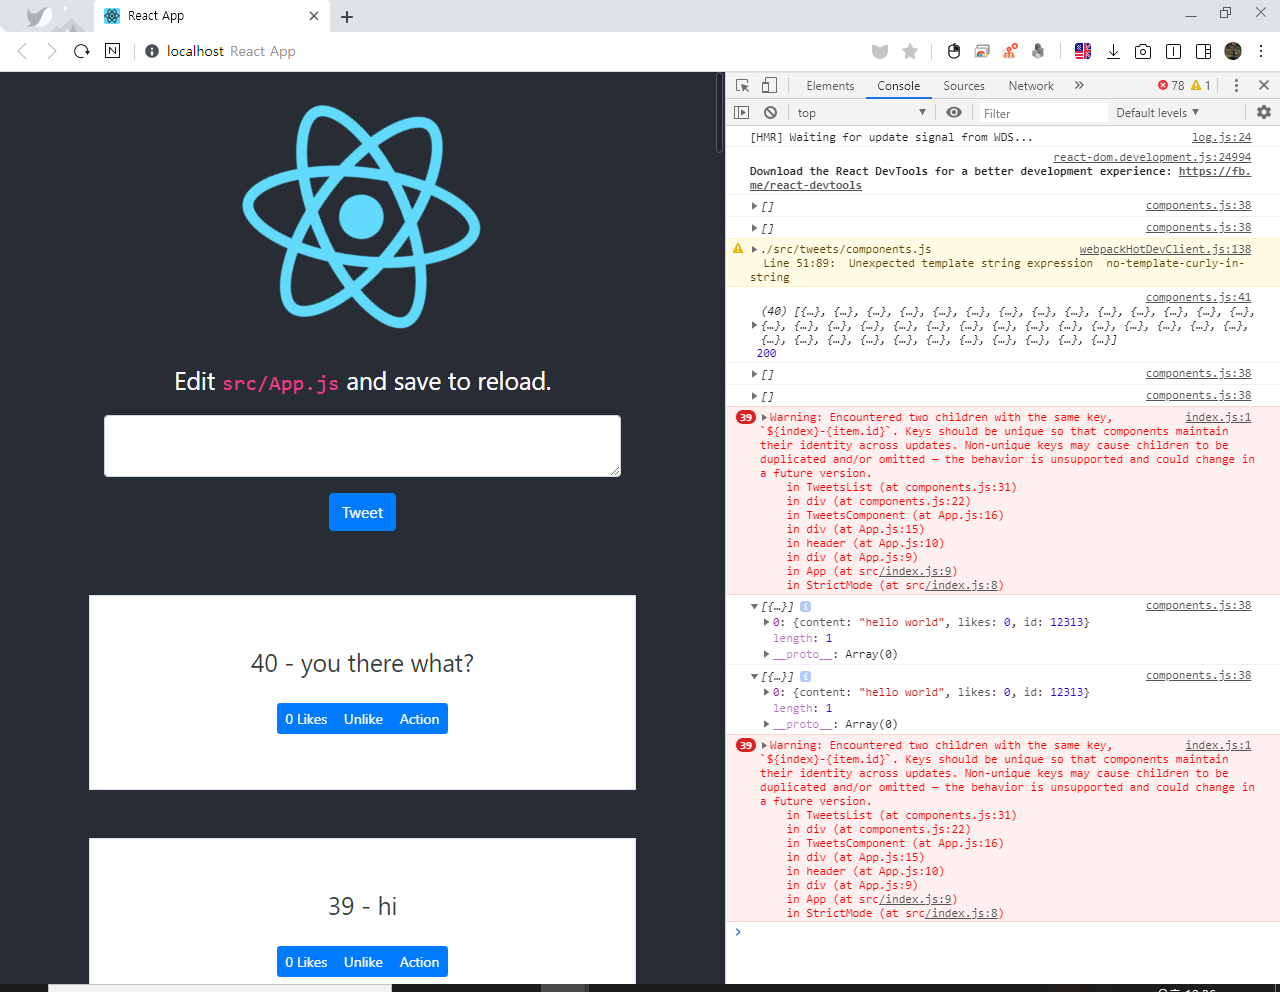 React App
localhost React App
Edit src/App.js and save to reload.
Tweet
40 - you there what?
0 Likes Unlike Action
39 - hi
0 Likes Unlike Action
Elements Console Sources Network » 78 1
top Filter Default levels
[HMR] Waiting for update signal from WDS... log.js:24
react-dom.development.js:24994
Download the React DevTools for a better development experience: https://fb.
me/react-devtools
[] components.js:38
[] components.js:38
./src/tweets/components.js webpackHotDevClient.js:138
Line 51:89: Unexpected template string expression no-template-curly-in-
string
components.js:41
(40) [{…}, {…}, {…}, {…}, {…}, {…}, {…}, {…}, {…}, {…}, {…}, {…}, {…}, {…},
{…}, {…}, {…}, {…}, {…}, {…}, {…}, {…}, {…}, {…}, {…}, {…}, {…}, {…}, {…},
{…}, {…}, {…}, {…}, {…}, {…}, {…}, {…}, {…}, {…}, {…}]
200
[] components.js:38
[] components.js:38
39 Warning: Encountered two children with the same key, index.js:1
`${index}-{item.id}`. Keys should be unique so that components maintain
their identity across updates. Non-unique keys may cause children to be
duplicated and/or omitted — the behavior is unsupported and could change in
a future version.
in TweetsList (at components.js:31)
in div (at components.js:22)
in TweetsComponent (at App.js:16)
in div (at App.js:15)
in header (at App.js:10)
in div (at App.js:9)
in App (at src/index.js:9)
in StrictMode (at src/index.js:8)
[{…}] i components.js:38
0: {content: "hello world", likes: 0, id: 12313}
length: 1
__proto__: Array(0)
[{…}] i components.js:38
0: {content: "hello world", likes: 0, id: 12313}
length: 1
__proto__: Array(0)
39 Warning: Encountered two children with the same key, index.js:1
`${index}-{item.id}`. Keys should be unique so that components maintain
their identity across updates. Non-unique keys may cause children to be
duplicated and/or omitted — the behavior is unsupported and could change in
a future version.
in TweetsList (at components.js:31)
in div (at components.js:22)
in TweetsComponent (at App.js:16)
in div (at App.js:15)
in header (at App.js:10)
in div (at App.js:9)
in App (at src/index.js:9)
in StrictMode (at src/index.js:8)